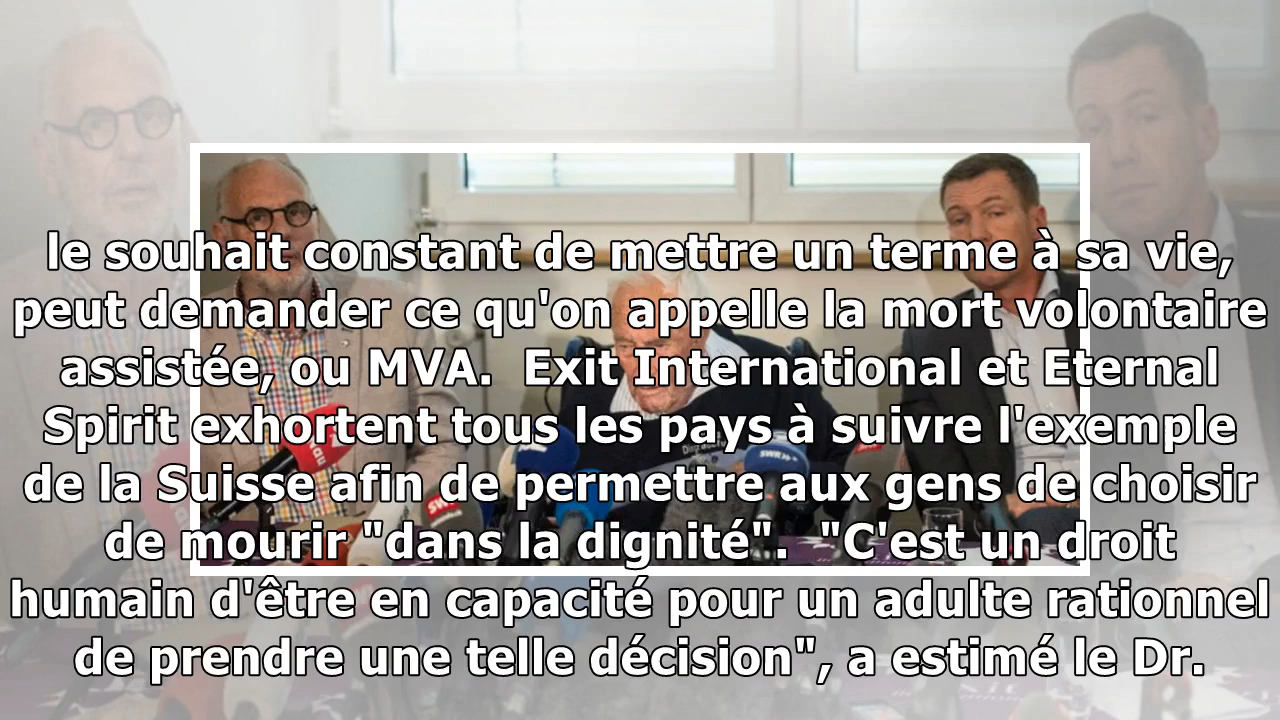 le souhait constant de mettre un terme à sa vie,
peut demander ce qu'on appelle la mort volontaire
assistée, ou MVA.  Exit International et Eternal
Spirit exhortent tous les pays à suivre l'exemple
de la Suisse afin de permettre aux gens de choisir
de mourir "dans la dignité".  "C'est un droit
humain d'être en capacité pour un adulte rationnel
de prendre une telle décision", a estimé le Dr.
SWR»
SWR»